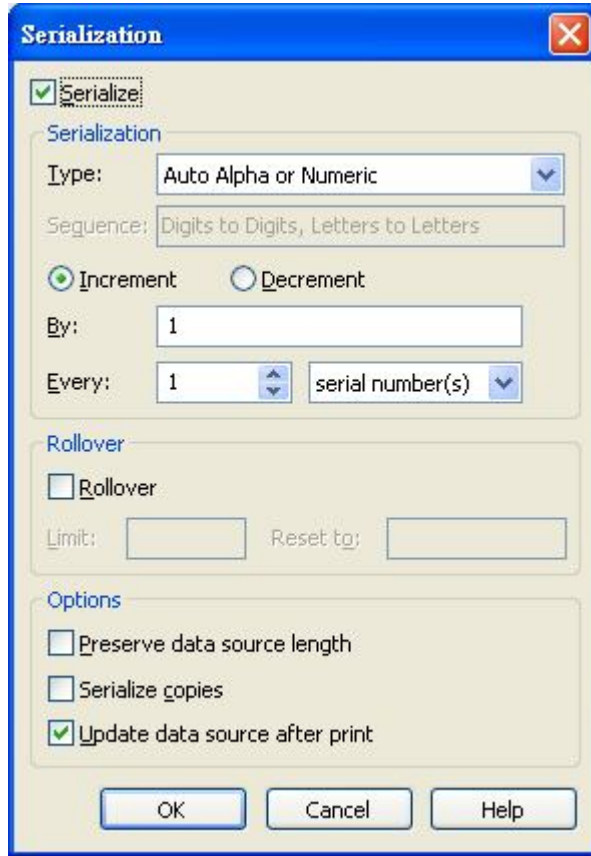 Serialization
Serialize
Serialization
Type: Auto Alpha or Numeric
Sequence: Digits to Digits, Letters to Letters
Increment Decrement
By: 1
Every: 1 serial number(s)
Rollover
Rollover
Limit: Reset to:
Options
Preserve data source length
Serialize copies
Update data source after print
OK Cancel Help